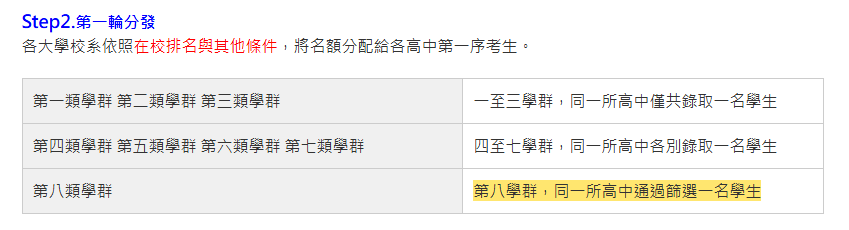 Step2.第一輪分發
各大學校系依照在校排名與其他條件，將名額分配給各高中第一序考生。
第一類學群 第二類學群 第三類學群
一至三學群，同一所高中僅共錄取一名學生
第四類學群 第五類學群 第六類學群 第七類學群
四至七學群，同一所高中各別錄取一名學生
第八類學群
第八學群，同一所高中通過篩選一名學生